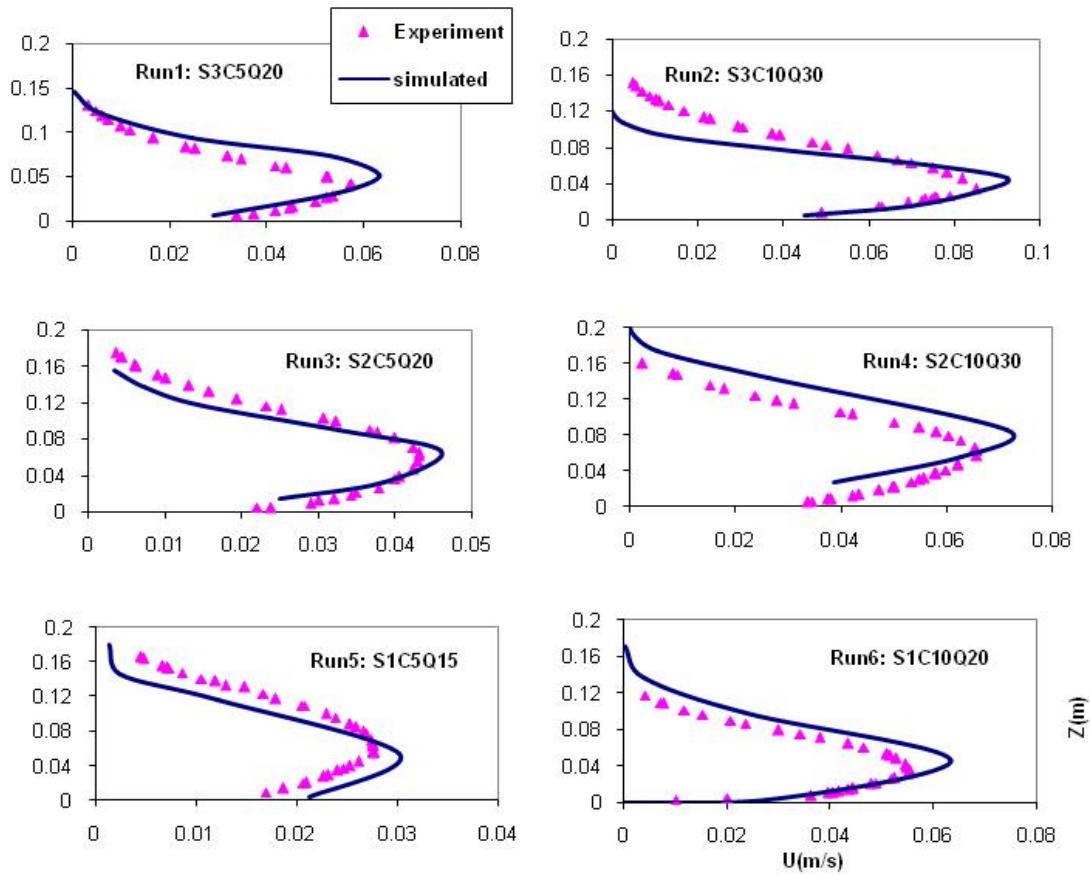 Experiment
simulated
Run1: S3C5Q20
0.2
0.15
0.1
0.05
0
0 0.02 0.04 0.06 0.08
Run2: S3C10Q30
0.2
0.16
0.12
0.08
0.04
0
0 0.02 0.04 0.06 0.08 0.1
Run3: S2C5Q20
0.2
0.16
0.12
0.08
0.04
0
0 0.01 0.02 0.03 0.04 0.05
Run4: S2C10Q30
0.2
0.16
0.12
0.08
0.04
0
0 0.02 0.04 0.06 0.08
Run5: S1C5Q15
0.2
0.16
0.12
0.08
0.04
0
0 0.01 0.02 0.03 0.04
Run6: S1C10Q20
0.2
0.16
0.12
0.08
0.04
0
0 0.02 0.04 0.06 0.08
Z(m)
U(m/s)